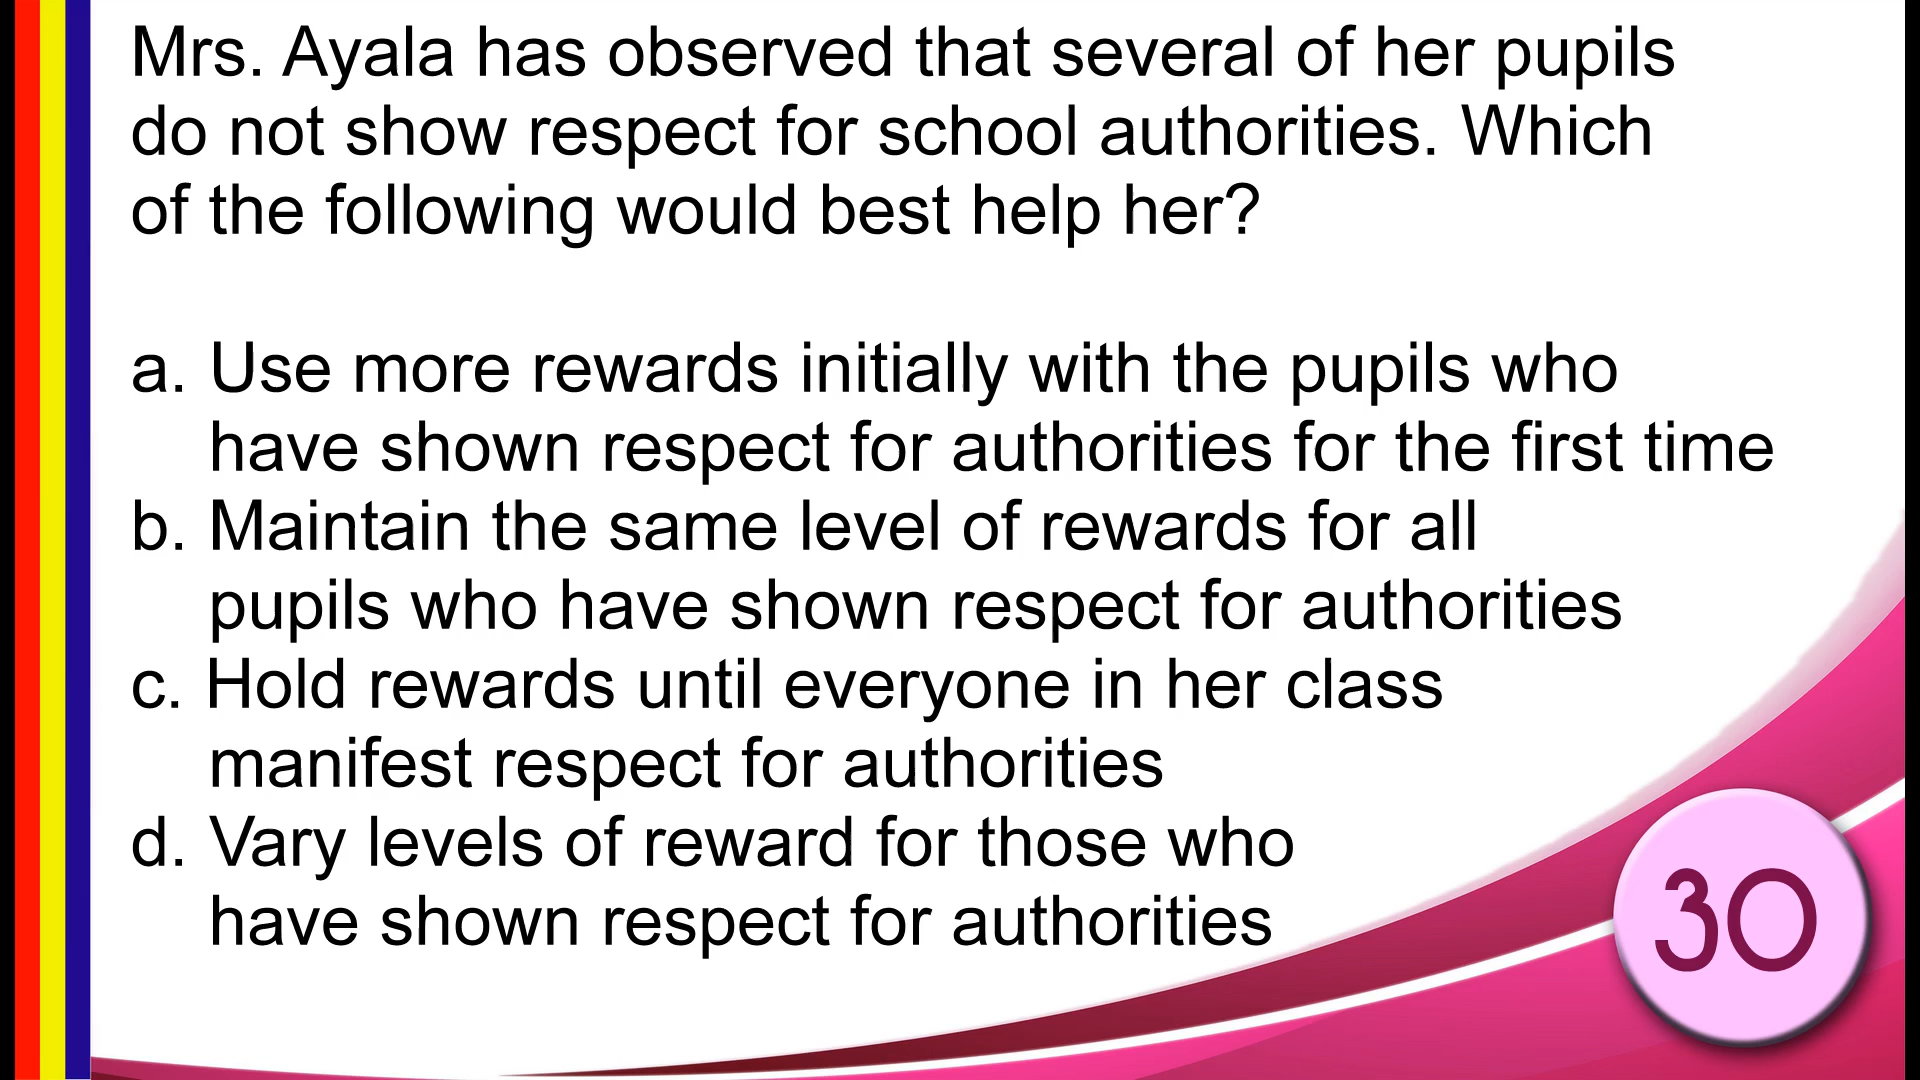 Mrs. Ayala has observed that several of her pupils
do not show respect for school authorities. Which
of the following would best help her?
a. Use more rewards initially with the pupils who
have shown respect for authorities for the first time
b. Maintain the same level of rewards for all
pupils who have shown respect for authorities
c. Hold rewards until everyone in her class
manifest respect for authorities
d. Vary levels of reward for those who
have shown respect for authorities
30